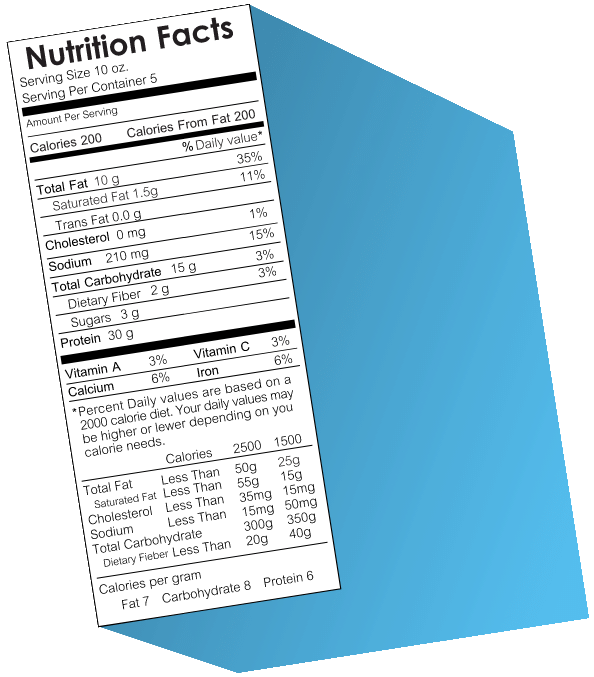 Nutrition Facts
Serving Size 10 oz.
Serving Per Container 5
Amount Per Serving
Calories 200 Calories From Fat 200
% Daily value*
Total Fat 10 g 35%
Saturated Fat 1.5g 11%
Trans Fat 0.0 g
Cholesterol 0 mg 1%
Sodium 210 mg 15%
Total Carbohydrate 15 g 3%
Dietary Fiber 2 g 3%
Sugars 3 g
Protein 30 g
Vitamin A 3% Vitamin C 3%
Calcium 6% Iron 6%
*Percent Daily values are based on a
2000 calorie diet. Your daily values may
be higher or lewer depending on you
calorie needs.
Calories 2500 1500
Total Fat Less Than 50g 25g
Saturated Fat Less Than 55g 15g
Cholesterol Less Than 35mg 15mg
Sodium Less Than 15mg 50mg
Total Carbohydrate 300g 350g
Dietary Fieber Less Than 20g 40g
Calories per gram
Fat 7 Carbohydrate 8 Protein 6